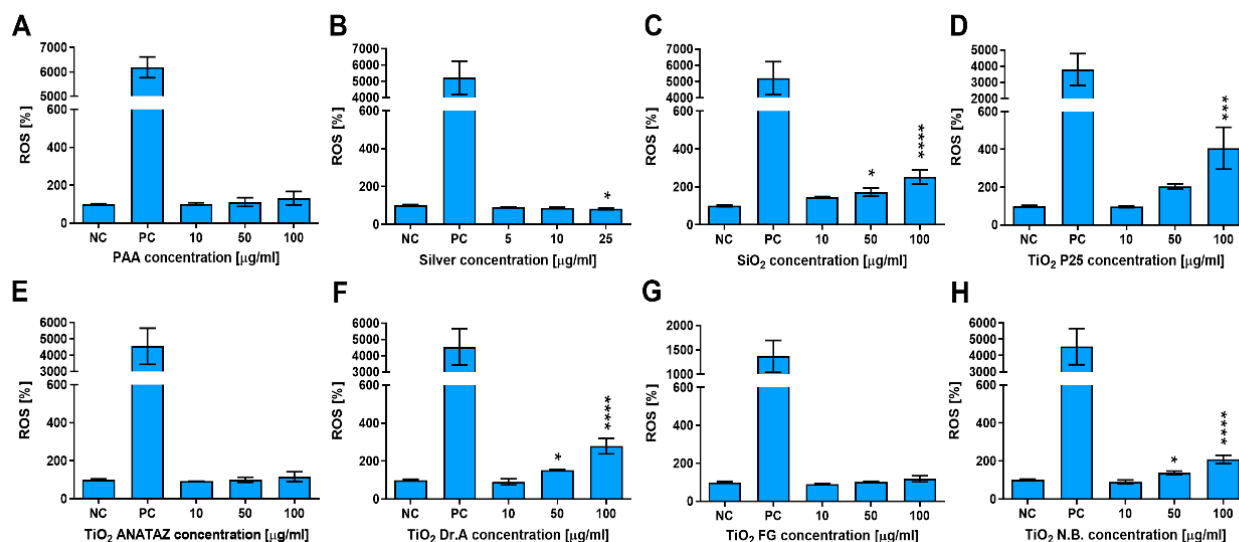 A
ROS [%]
7000
6000
5000
4000
600
400
200
0
NC PC 10 50 100
PAA concentration [µg/ml]
B
ROS [%]
7000
6000
5000
4000
600
400
200
0
*
NC PC 5 10 25
Silver concentration [µg/ml]
C
ROS [%]
7000
6000
5000
4000
600
400
200
0
*
****
NC PC 10 50 100
SiO₂ concentration [µg/ml]
D
ROS [%]
5000
4000
3000
2000
600
400
200
0
***
NC PC 10 50 100
TiO₂ P25 concentration [µg/ml]
E
ROS [%]
6000
5000
4000
3000
600
400
200
0
NC PC 10 50 100
TiO₂ ANATAZ concentration [µg/ml]
F
ROS [%]
6000
5000
4000
3000
600
400
200
0
*
****
NC PC 10 50 100
TiO₂ Dr.A concentration [µg/ml]
G
ROS [%]
2000
1500
1000
600
400
200
0
NC PC 10 50 100
TiO₂ FG concentration [µg/ml]
H
ROS [%]
6000
5000
4000
3000
600
400
200
0
*
****
NC PC 10 50 100
TiO₂ N.B. concentration [µg/ml]